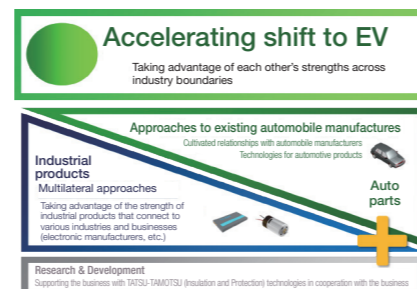 Accelerating shift to EV
Taking advantage of each other's strengths across
industry boundaries
Approaches to existing automobile manufactures
Cultivated relationships with automobile manufacturers
Technologies for automotive products
Industrial
products
Multilateral approaches
Taking advantage of the strength of
industrial products that connect to
various industries and businesses
(electronic manufacturers, etc.)
Auto
parts
Research & Development
Supporting the business with TATSU-TAMOTSU (Insulation and Protection) technologies in cooperation with the business